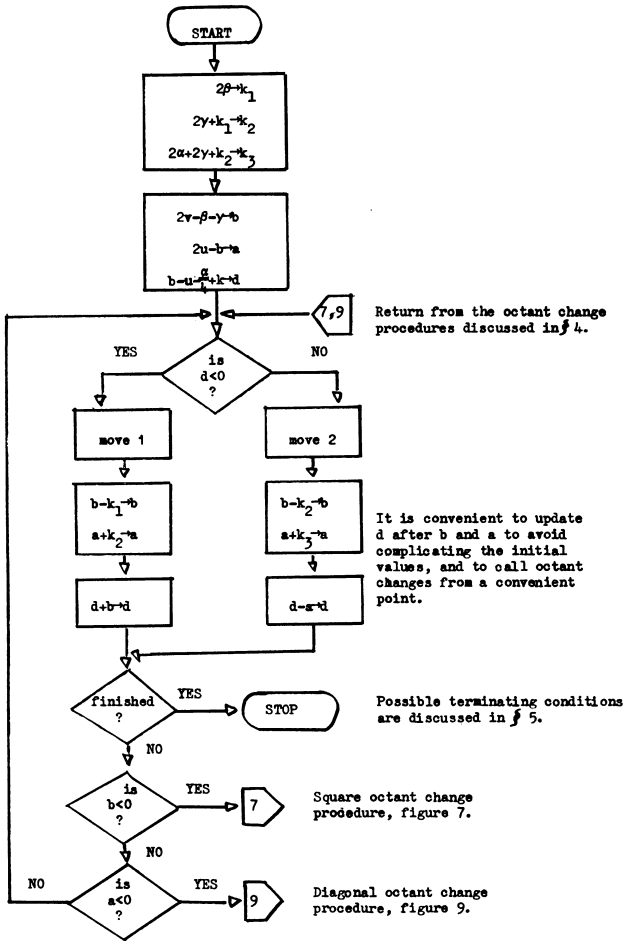 START
2β→k₁
2γ+k₁→k₂
2α+2γ+k₂→k₃
2v-β-γ→b
2u-b→a
b-u-α/4+k→d
7,9
Return from the octant change
procedures discussed in § 4.
YES
is
d<0
?
NO
move 1
move 2
b-k₁→b
a+k₂→a
b-k₂→b
a+k₃→a
It is convenient to update
d after b and a to avoid
complicating the initial
values, and to call octant
changes from a convenient
point.
d+b→d
d-a→d
finished
?
YES
STOP
Possible terminating conditions
are discussed in § 5.
NO
is
b<0
?
YES
7
Square octant change
procedure, figure 7.
NO
NO
is
a<0
?
YES
9
Diagonal octant change
procedure, figure 9.